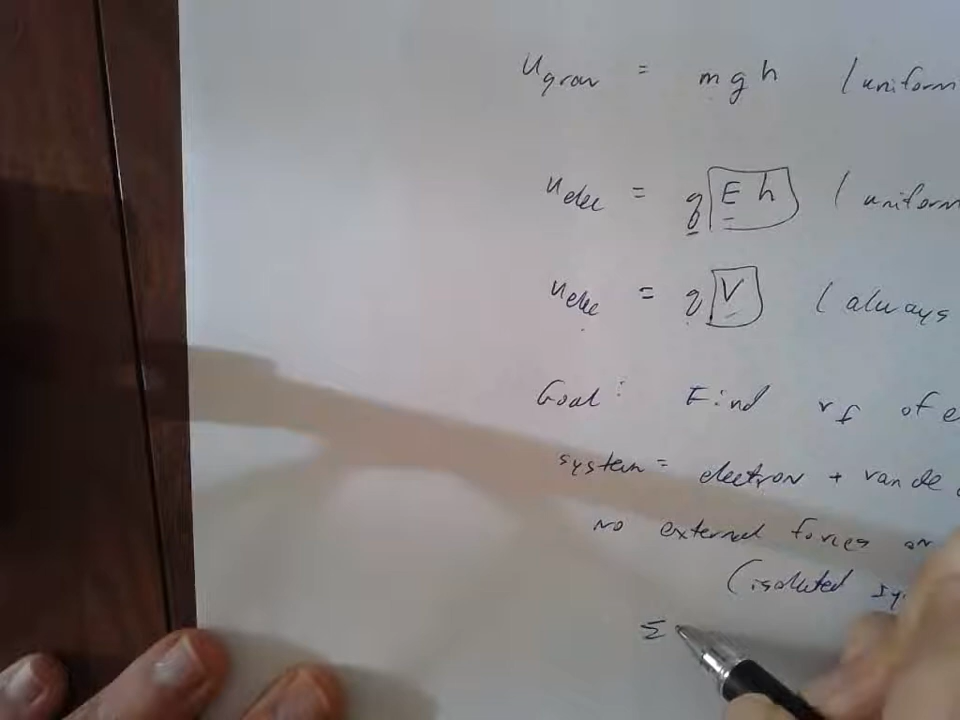 Ugrav = mgh (uniform
Uelec = q E h (uniform
Uelec = q V (always
Goal: Find vf of e
system = electron + van de
no external forces on
(isolated sy
Σ